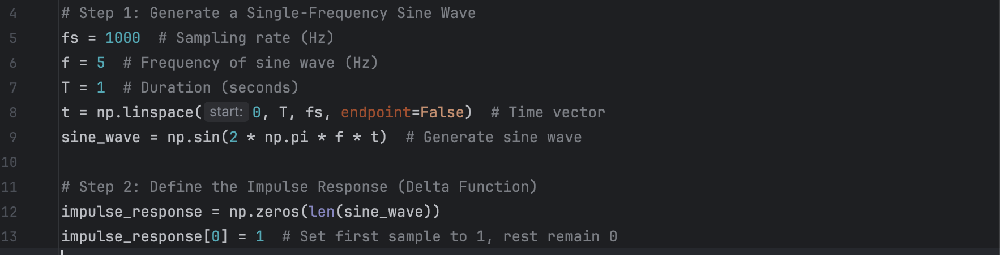 4 # Step 1: Generate a Single-Frequency Sine Wave
5 fs = 1000  # Sampling rate (Hz)
6 f = 5  # Frequency of sine wave (Hz)
7 T = 1  # Duration (seconds)
8 t = np.linspace( start: 0, T, fs, endpoint=False)  # Time vector
9 sine_wave = np.sin(2 * np.pi * f * t)  # Generate sine wave
10
11 # Step 2: Define the Impulse Response (Delta Function)
12 impulse_response = np.zeros(len(sine_wave))
13 impulse_response[0] = 1  # Set first sample to 1, rest remain 0